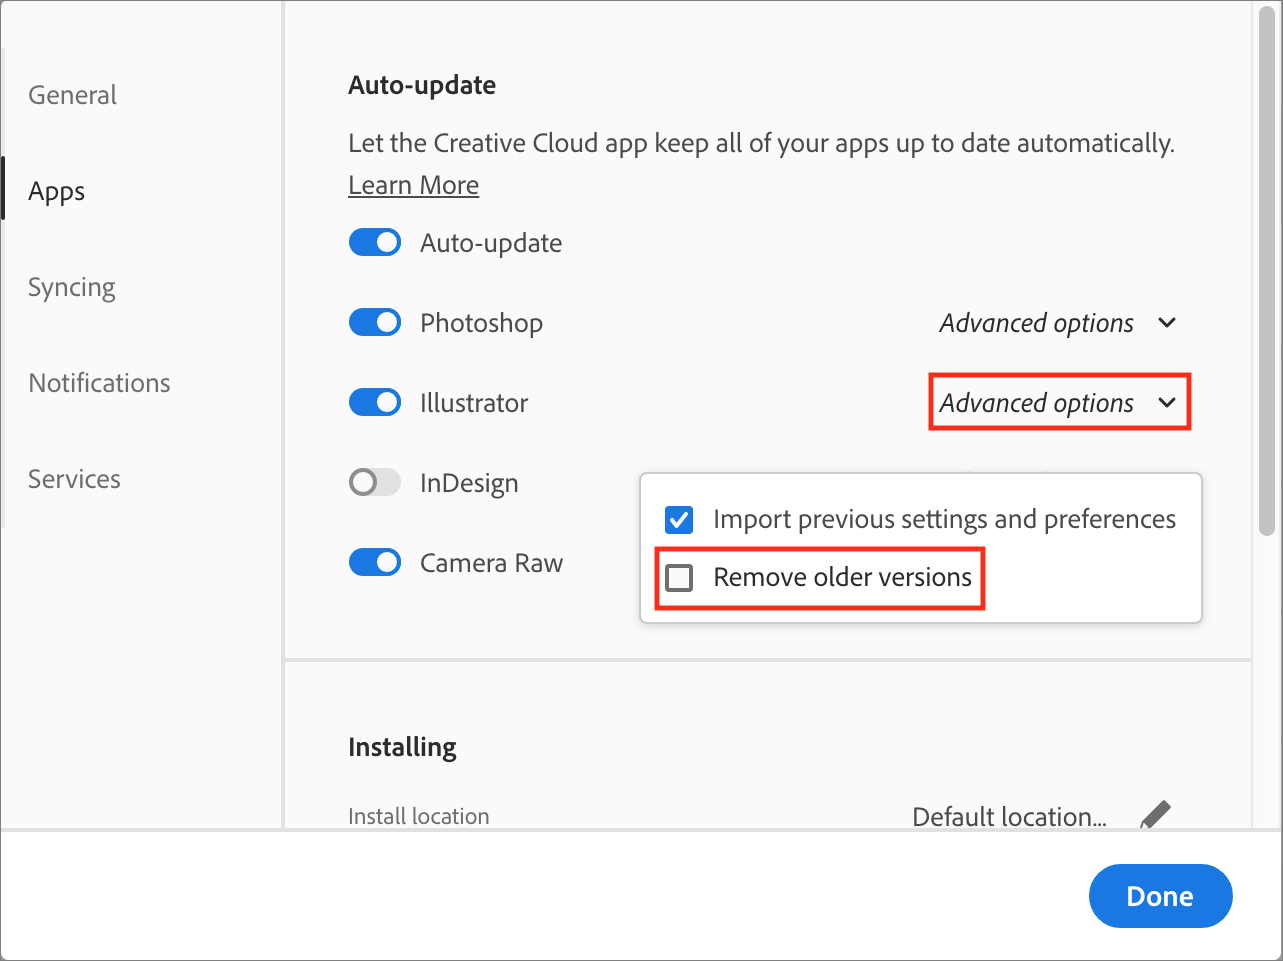 General
Apps
Syncing
Notifications
Services
Auto-update
Let the Creative Cloud app keep all of your apps up to date automatically.
Learn More
Auto-update
Photoshop
Advanced options
Illustrator
Advanced options
InDesign
Import previous settings and preferences
Camera Raw
Remove older versions
Installing
Install location
Default location...
Done